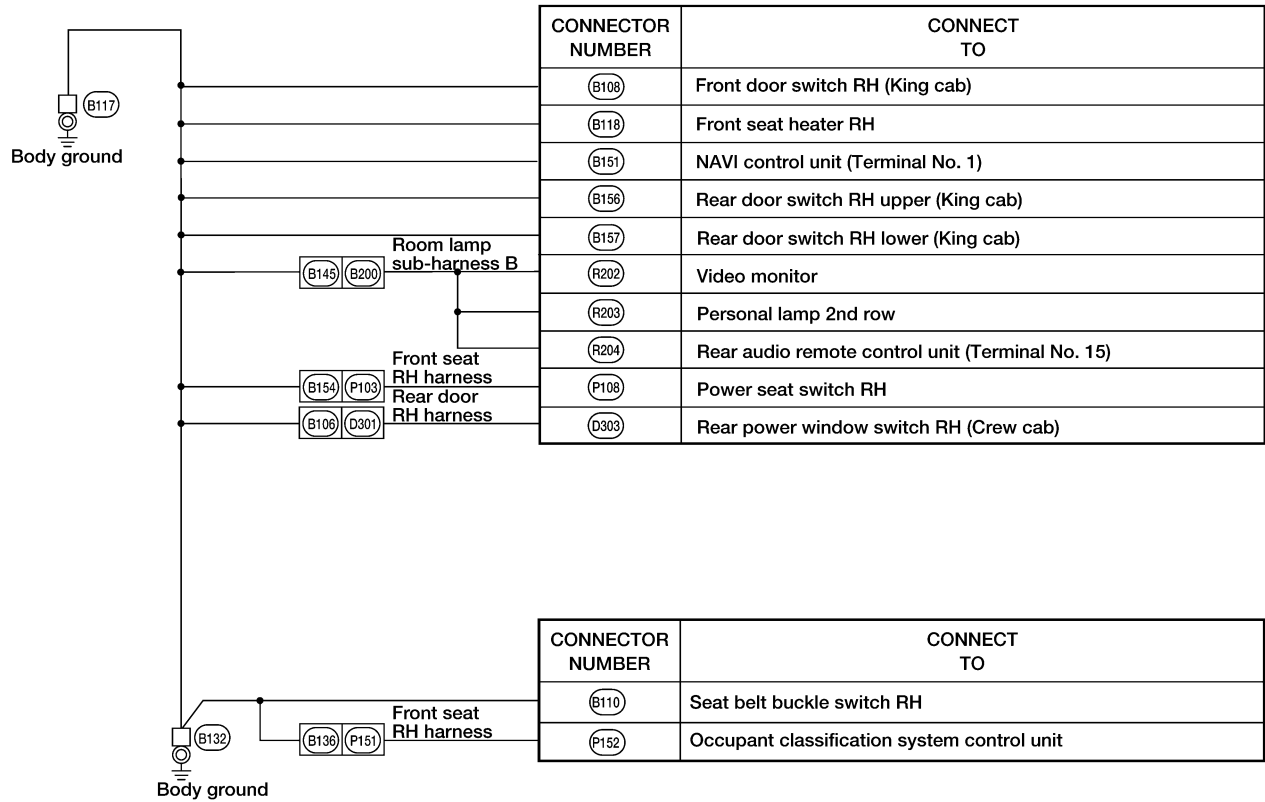 CONNECTOR
NUMBER
CONNECT
TO
B108
Front door switch RH (King cab)
B117
Body ground
B118
Front seat heater RH
B151
NAVI control unit (Terminal No. 1)
B156
Rear door switch RH upper (King cab)
B157
Rear door switch RH lower (King cab)
Room lamp
sub-harness B
B145
B200
R202
Video monitor
R203
Personal lamp 2nd row
R204
Rear audio remote control unit (Terminal No. 15)
Front seat
RH harness
B154
P103
P108
Power seat switch RH
Rear door
RH harness
B106
D301
D303
Rear power window switch RH (Crew cab)
CONNECTOR
NUMBER
CONNECT
TO
B110
Seat belt buckle switch RH
B132
Body ground
Front seat
RH harness
B136
P151
P152
Occupant classification system control unit